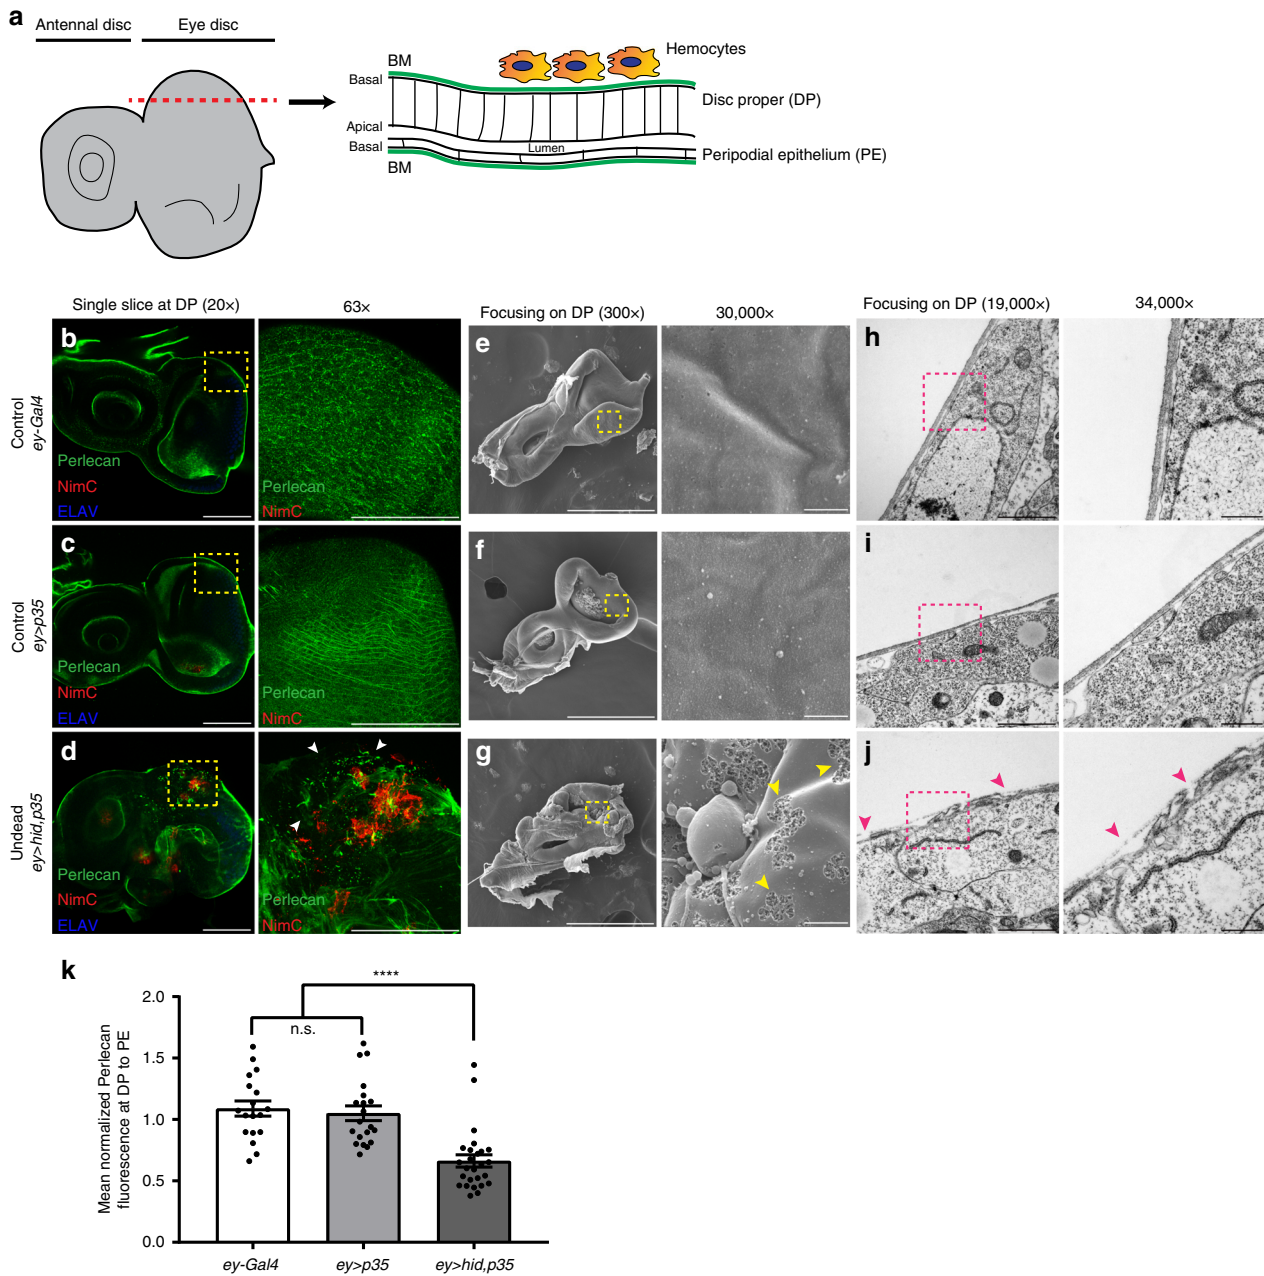 a
Antennal disc
Eye disc
BM
Basal
Apical
Basal
BM
Lumen
Hemocytes
Disc proper (DP)
Peripodial epithelium (PE)
Single slice at DP (20×)
63×
Focusing on DP (300×)
30,000×
Focusing on DP (19,000×)
34,000×
Control
ey-Gal4
b
Perlecan
NimC
ELAV
Perlecan
NimC
e
h
Control
ey>p35
c
Perlecan
NimC
ELAV
Perlecan
NimC
f
i
Undead
ey>hid,p35
d
Perlecan
NimC
ELAV
Perlecan
NimC
g
j
k
Mean normalized Perlecan
fluorescence at DP to PE
2.0
1.5
1.0
0.5
0.0
n.s.
****
ey-Gal4
ey>p35
ey>hid,p35